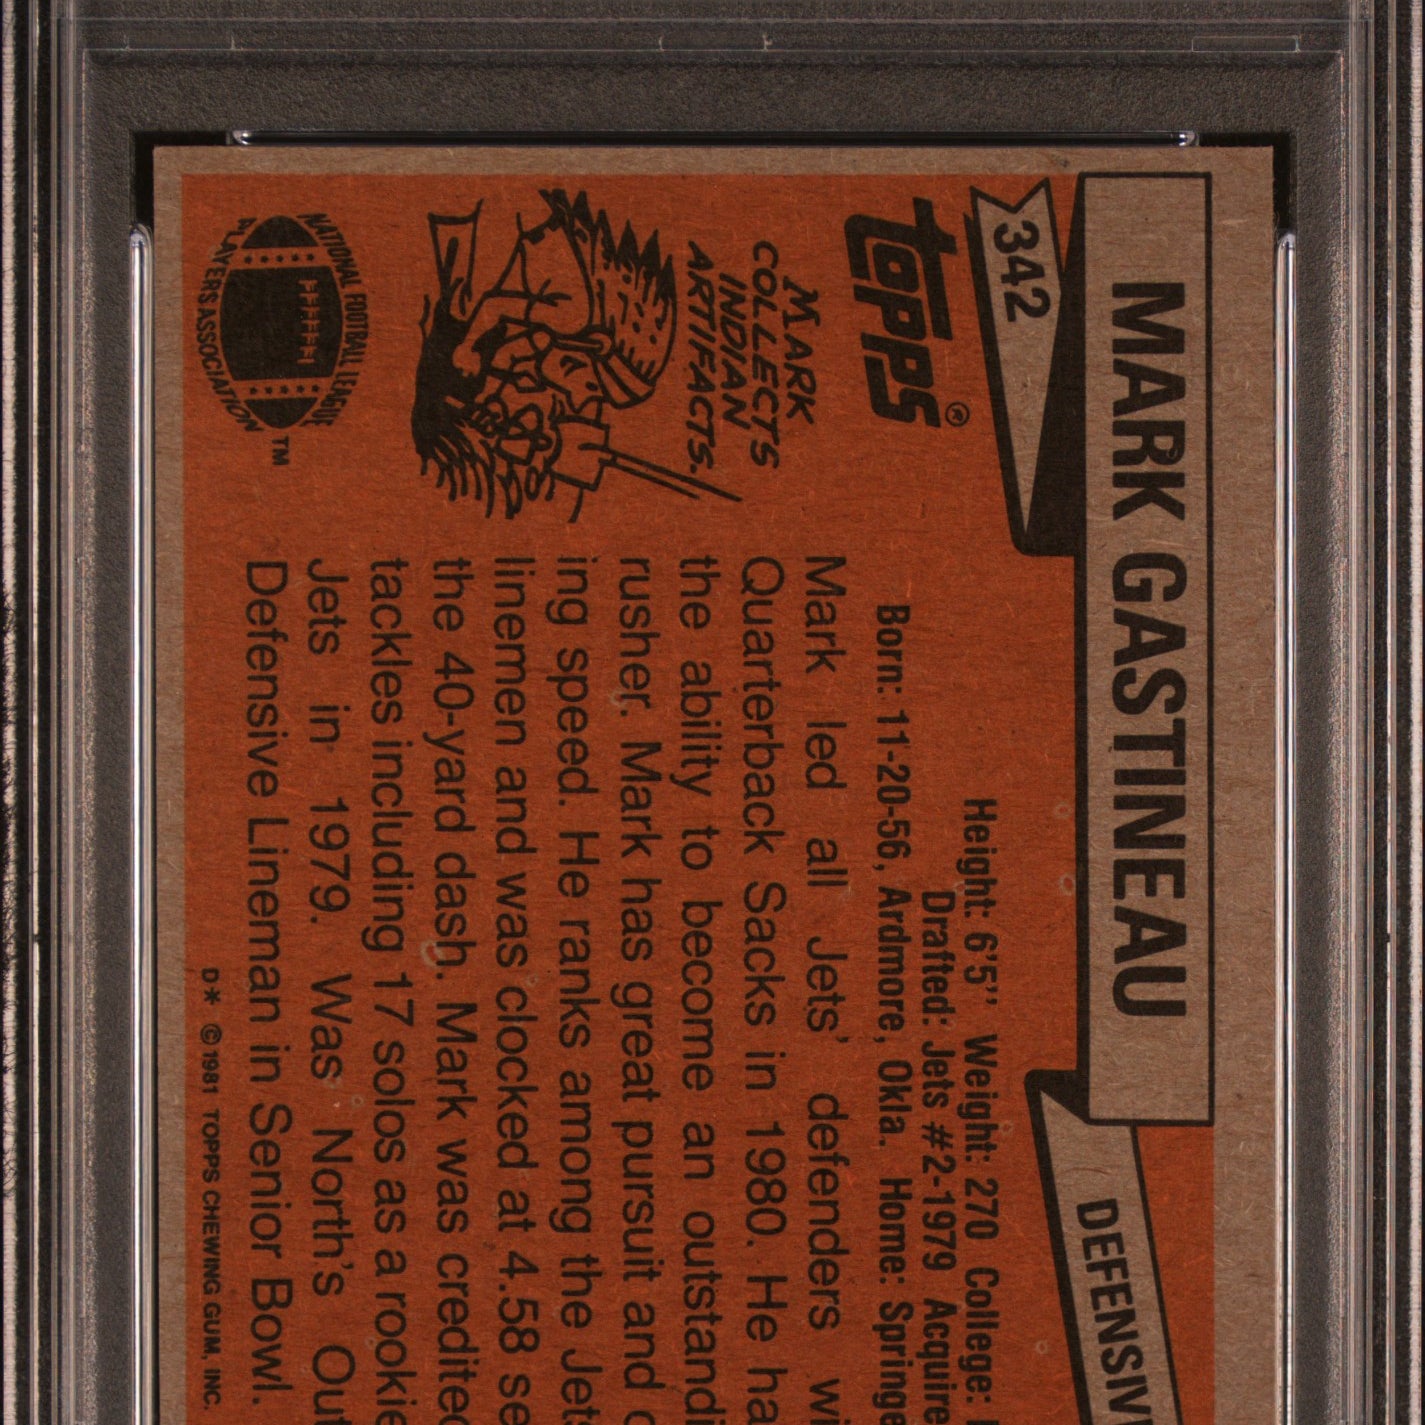 MARK GASTINEAU
342
DEFENSIV
topps®
Height: 6'5'' Weight: 270 College:
Drafted: Jets #2-1979 Acquire
Born: 11-20-56, Ardmore, Okla. Home: Springe
MARK
COLLECTS
INDIAN
ARTIFACTS.
Mark led all Jets' defenders wi
Quarterback Sacks in 1980. He ha
the ability to become an outstandi
rusher. Mark has great pursuit and
ing speed. He ranks among the Jets
linemen and was clocked at 4.58 se
the 40-yard dash. Mark was credited
tackles including 17 solos as a rookie
Jets in 1979. Was North's Out
Defensive Lineman in Senior Bowl.
NATIONAL FOOTBALL LEAGUE
PLAYERS ASSOCIATION
TM
D* © 1981 TOPPS CHEWING GUM, INC.